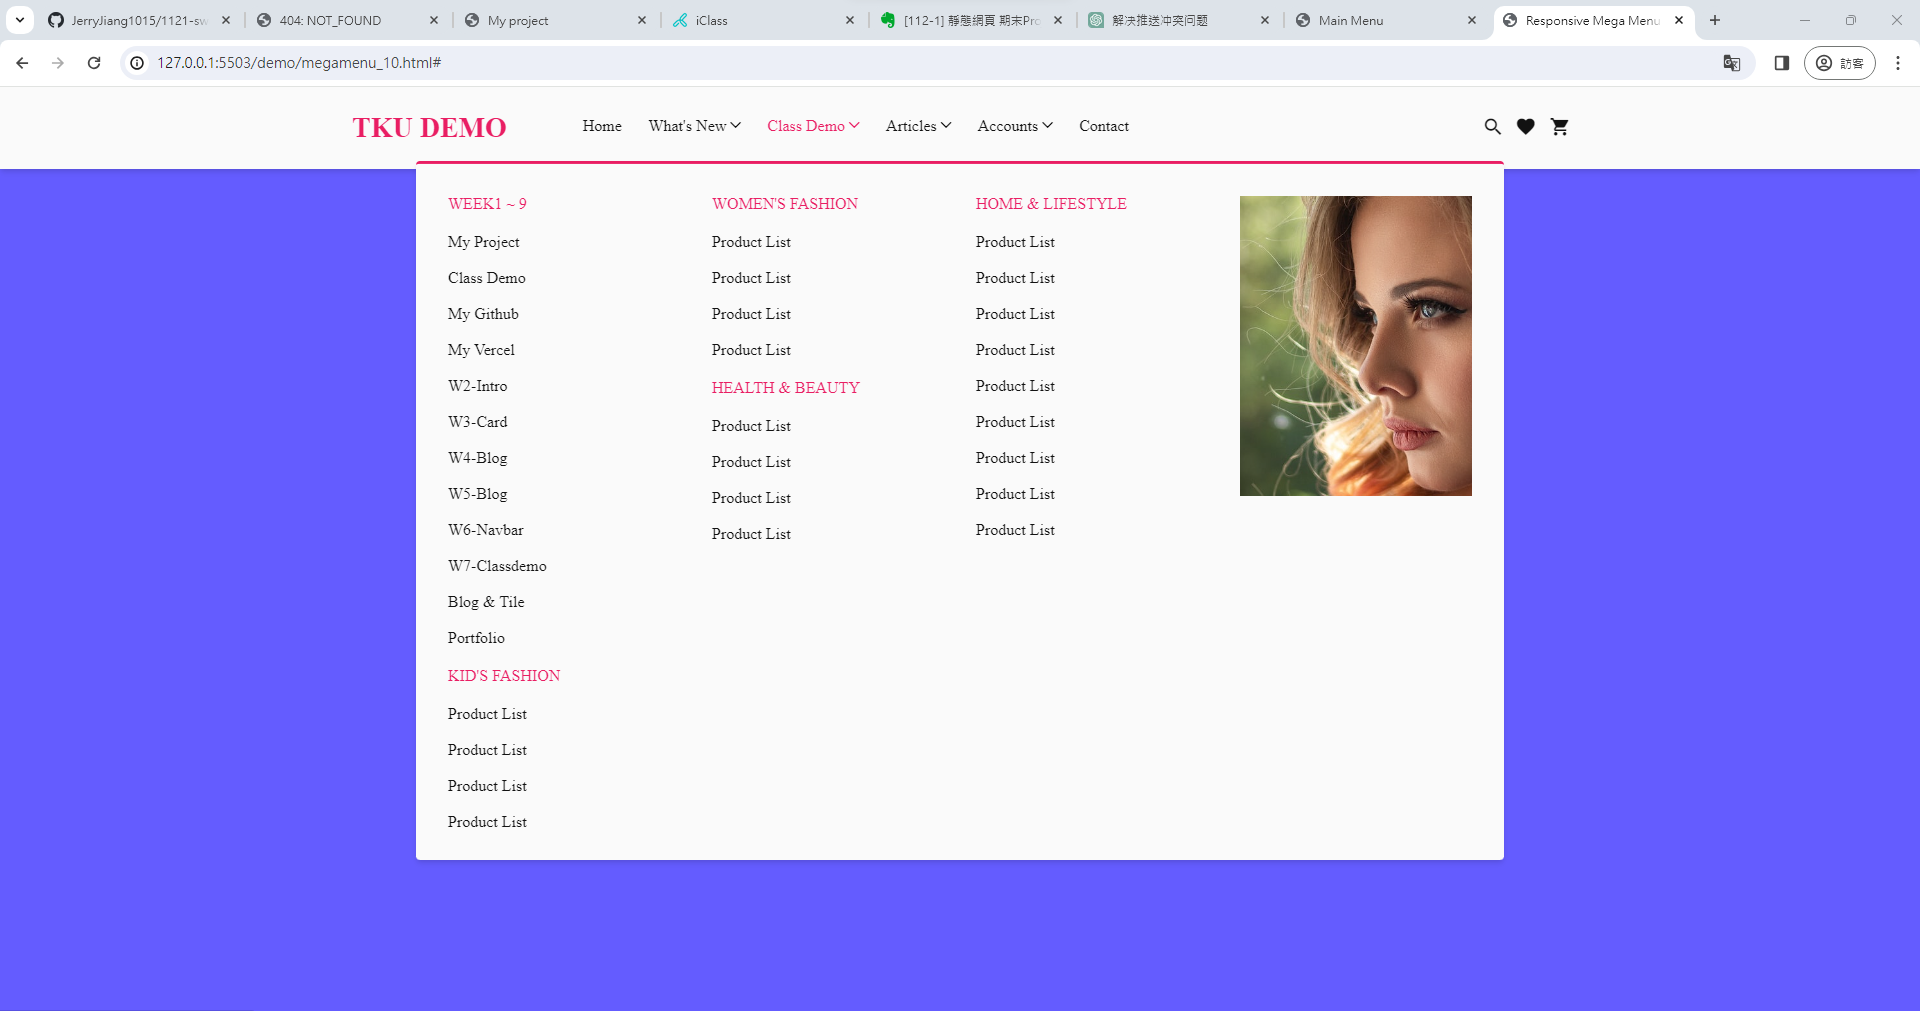 JerryJiang1015/1121-sw
404: NOT_FOUND
My project
iClass
[112-1] 靜態網頁 期末Pro
解决推送冲突问题
Main Menu
Responsive Mega Menu
127.0.0.1:5503/demo/megamenu_10.html#
訪客
TKU DEMO
Home
What's New
Class Demo
Articles
Accounts
Contact
WEEK1 ~ 9
My Project
Class Demo
My Github
My Vercel
W2-Intro
W3-Card
W4-Blog
W5-Blog
W6-Navbar
W7-Classdemo
Blog & Tile
Portfolio
KID'S FASHION
Product List
Product List
Product List
Product List
WOMEN'S FASHION
Product List
Product List
Product List
Product List
HEALTH & BEAUTY
Product List
Product List
Product List
Product List
HOME & LIFESTYLE
Product List
Product List
Product List
Product List
Product List
Product List
Product List
Product List
Product List